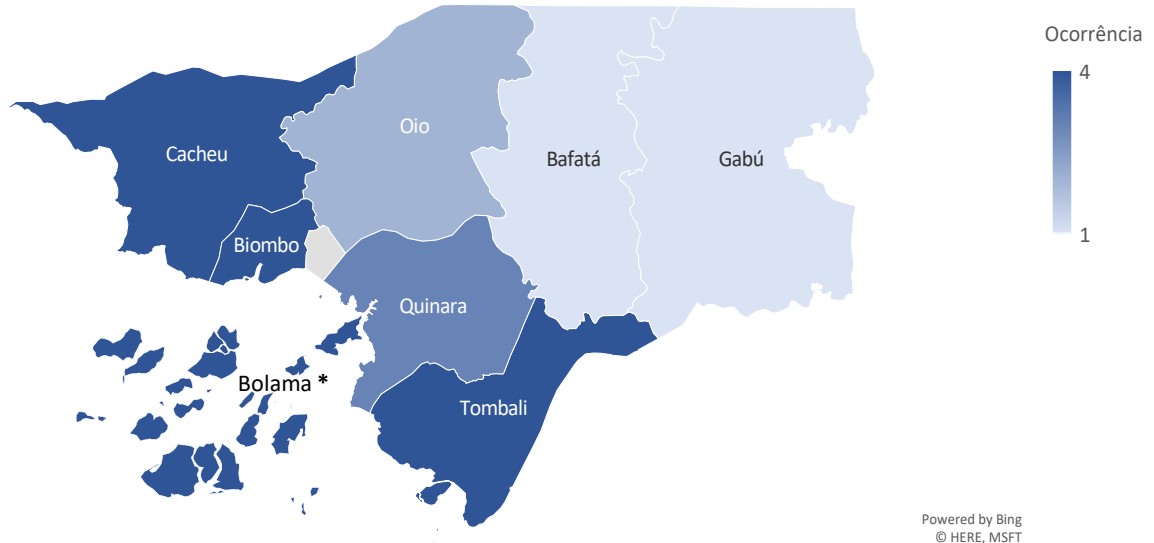 Ocorrência
4
1
Oio
Cacheu
Bafatá
Gabú
Biombo
Quinara
Bolama *
Tombali
Powered by Bing
© HERE, MSFT